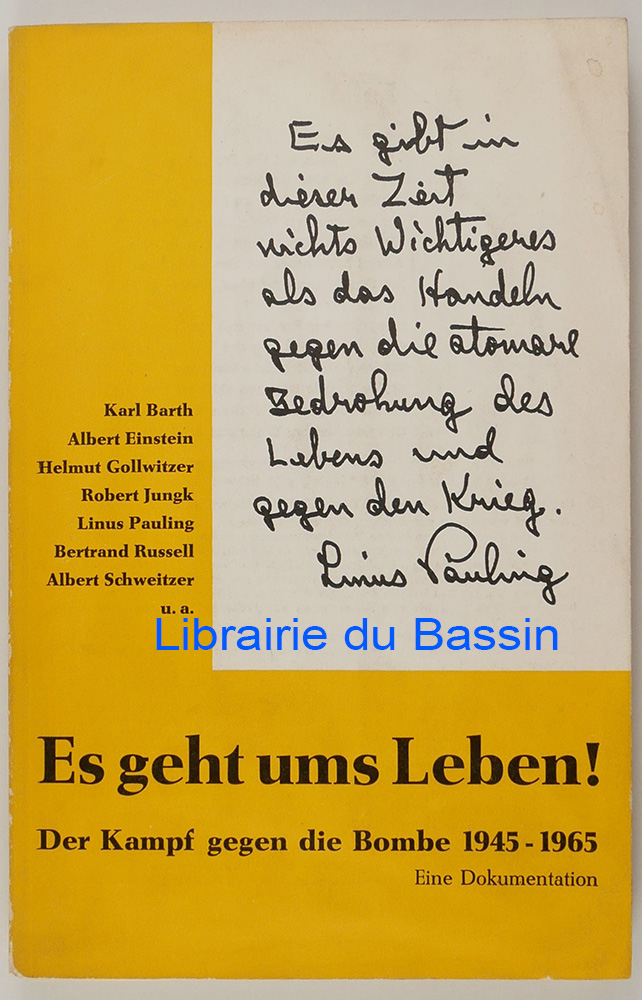 Es gibt in
dieser Zeit
nichts Wichtigeres
als das Handeln
gegen die atomare
Bedrohung des
Lebens und
gegen den Krieg.
Linus Pauling
Karl Barth
Albert Einstein
Helmut Gollwitzer
Robert Jungk
Linus Pauling
Bertrand Russell
Albert Schweitzer
u. a.
Librairie du Bassin
Es geht ums Leben!
Der Kampf gegen die Bombe 1945 - 1965
Eine Dokumentation